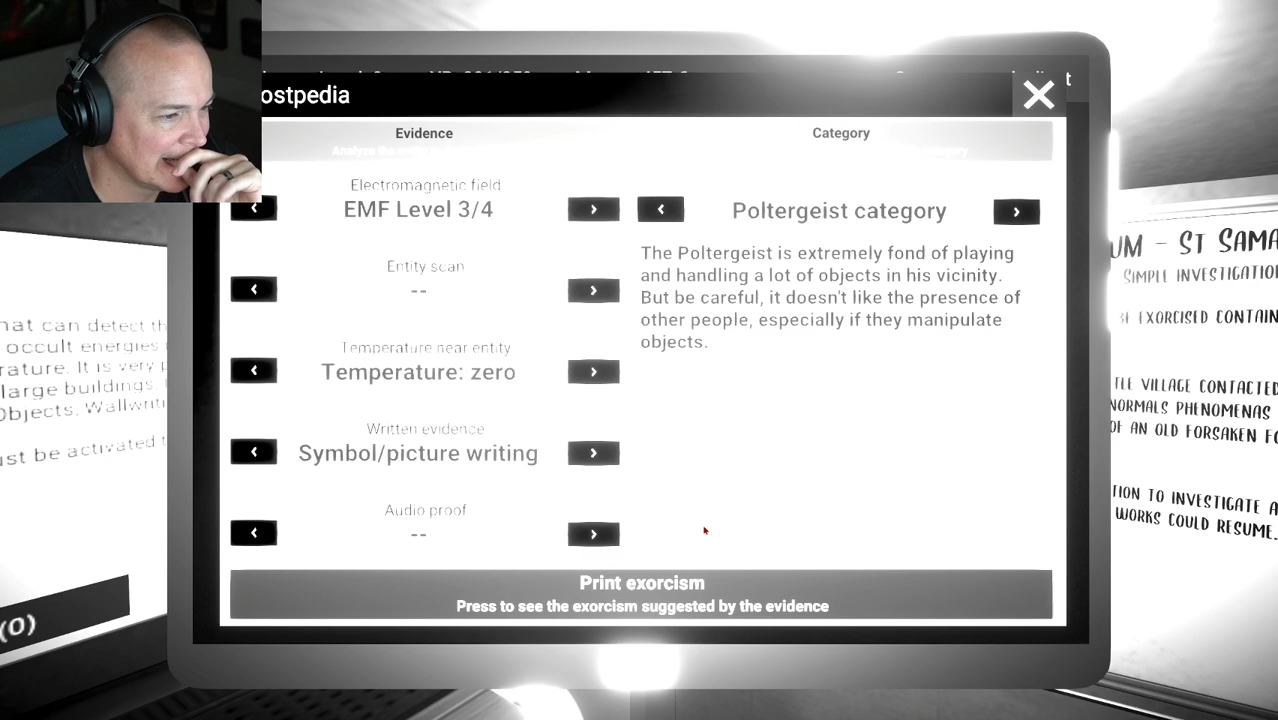 ostpedia
Evidence
Category
Electromagnetic field
EMF Level 3/4
Entity scan
--
Temperature near entity
Temperature: zero
Written evidence
Symbol/picture writing
Audio proof
--
Poltergeist category
The Poltergeist is extremely fond of playing
and handling a lot of objects in his vicinity.
But be careful, it doesn't like the presence of
other people, especially if they manipulate
objects.
Print exorcism
Press to see the exorcism suggested by the evidence
hat can detect th
occult energies
rature. It is very p
large buildings.
Objects, Wallwriti
ust be activated t
(0)
UM - ST SAMA
SIMPLE INVESTIGATION
BE EXORCISED CONTAIN
TLE VILLAGE CONTACTED
NORMALS PHENOMENAS
OF AN OLD FORSAKEN FO
TION TO INVESTIGATE A
WORKS COULD RESUME.